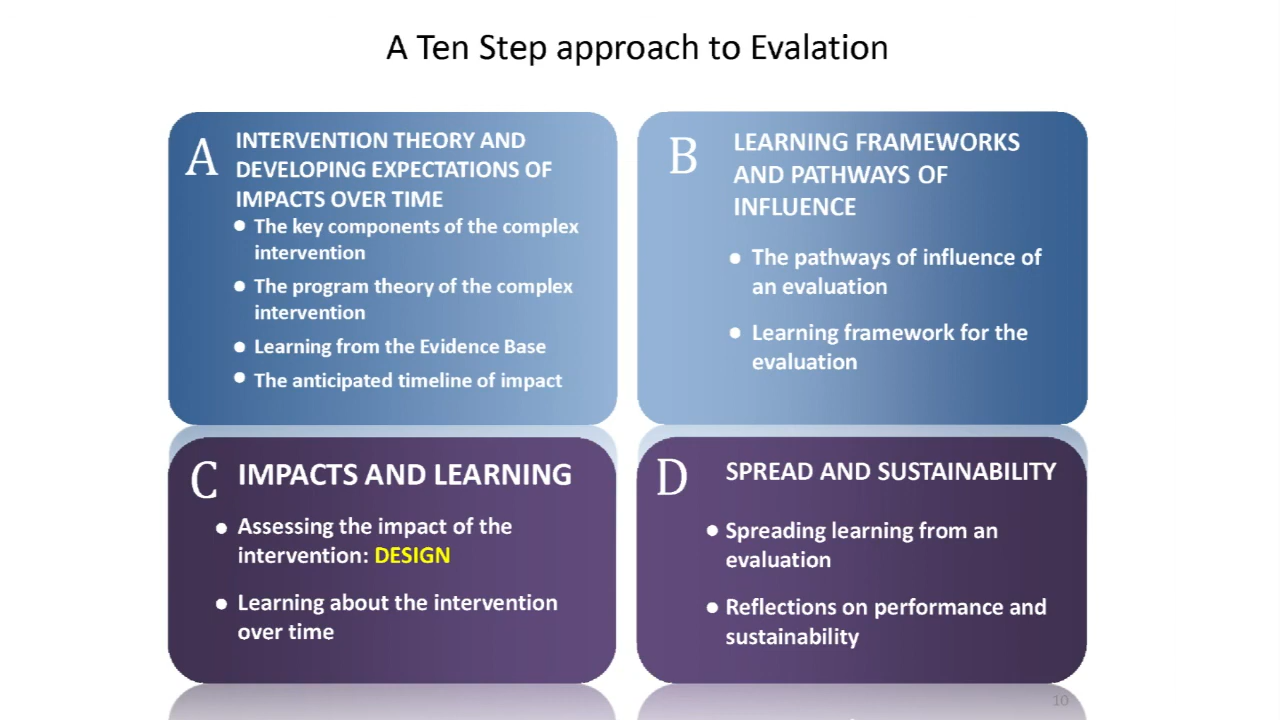 A Ten Step approach to Evalation
A
INTERVENTION THEORY AND
DEVELOPING EXPECTATIONS OF
IMPACTS OVER TIME
● The key components of the complex
intervention
● The program theory of the complex
intervention
● Learning from the Evidence Base
● The anticipated timeline of impact
B
LEARNING FRAMEWORKS
AND PATHWAYS OF
INFLUENCE
● The pathways of influence of
an evaluation
● Learning framework for the
evaluation
C
IMPACTS AND LEARNING
● Assessing the impact of the
intervention: DESIGN
● Learning about the intervention
over time
D
SPREAD AND SUSTAINABILITY
● Spreading learning from an
evaluation
● Reflections on performance and
sustainability
10